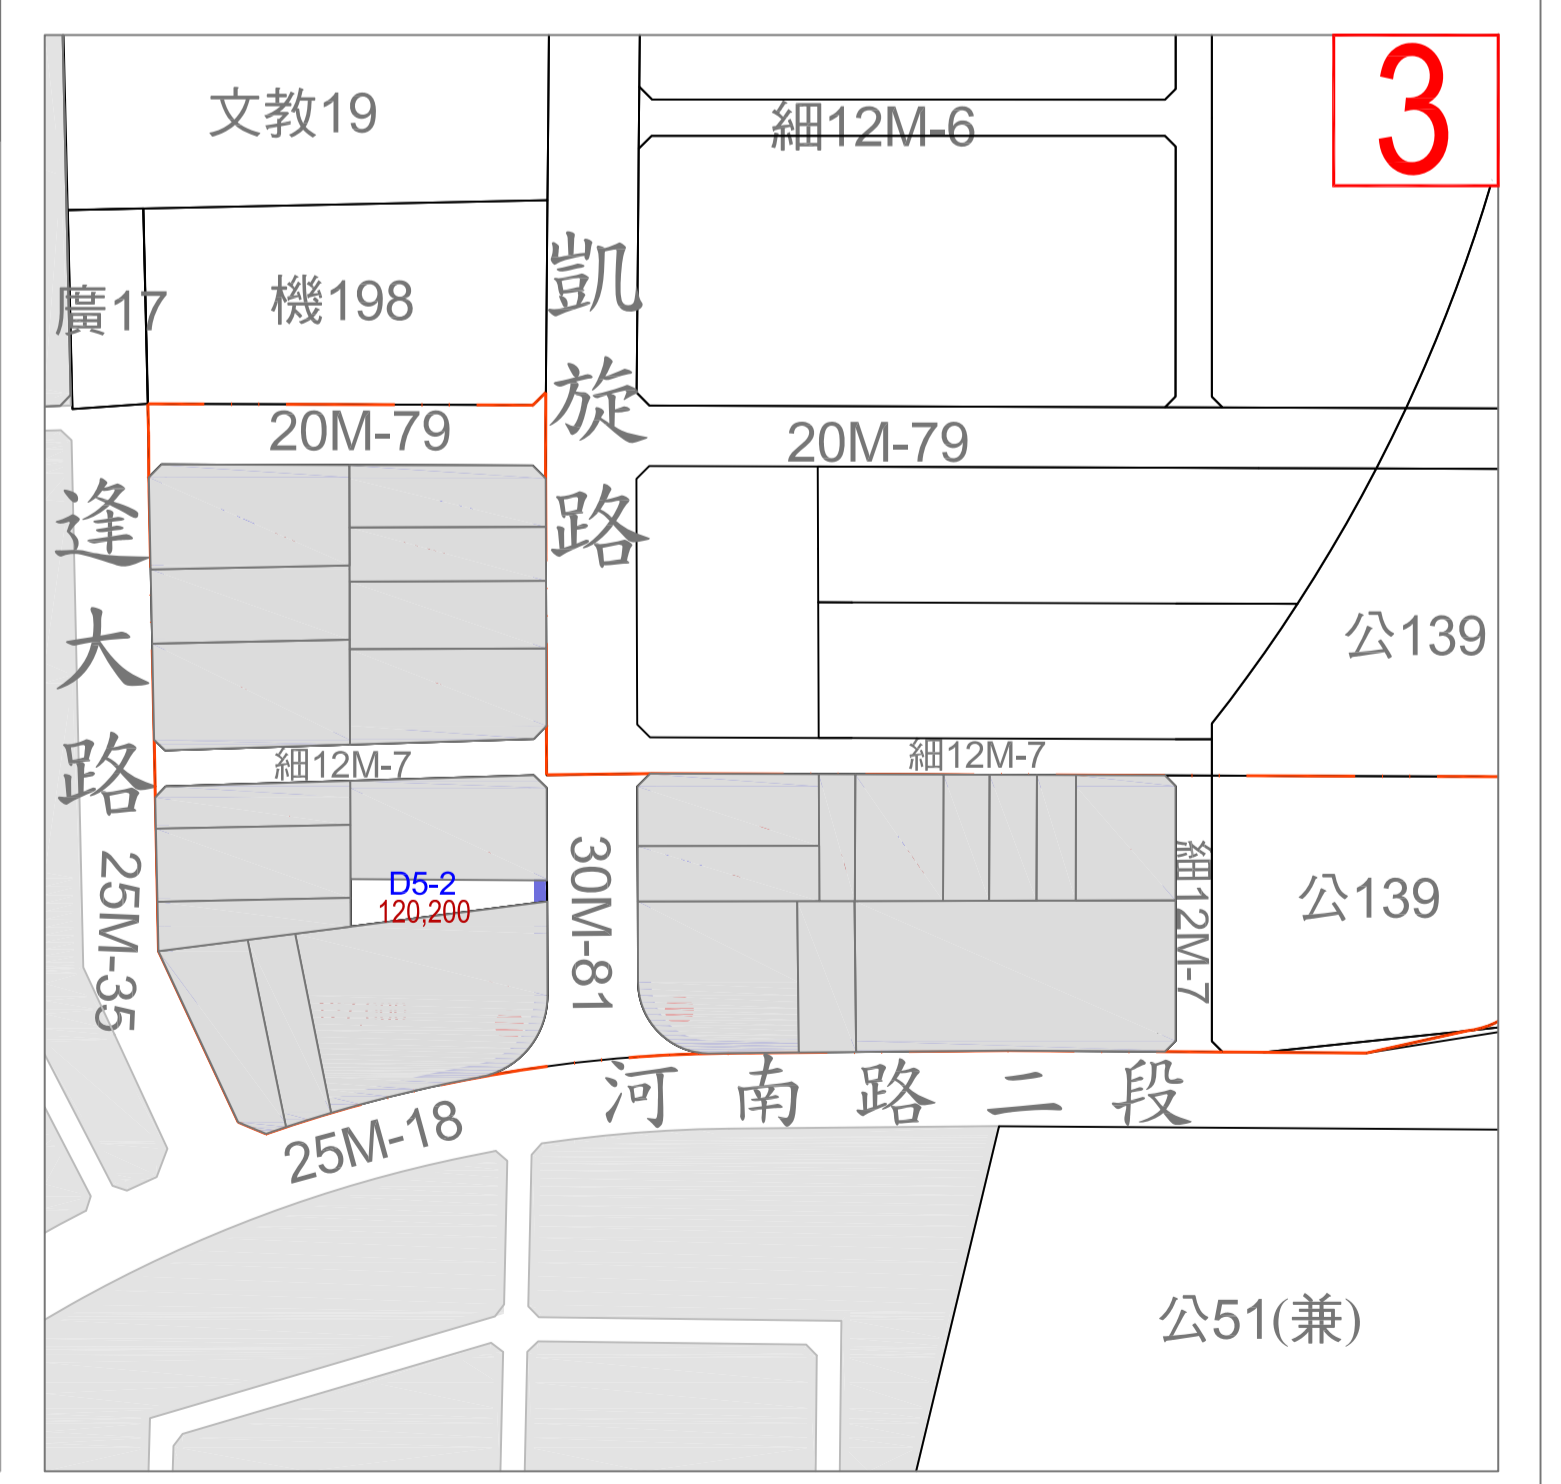 3
文教19
細12M-6
廣17
機198
凱旋路
20M-79
20M-79
逢大路
公139
細12M-7
細12M-7
D5-2
120,200
25M-35
30M-81
細12M-7
公139
河南路二段
25M-18
公51(兼)